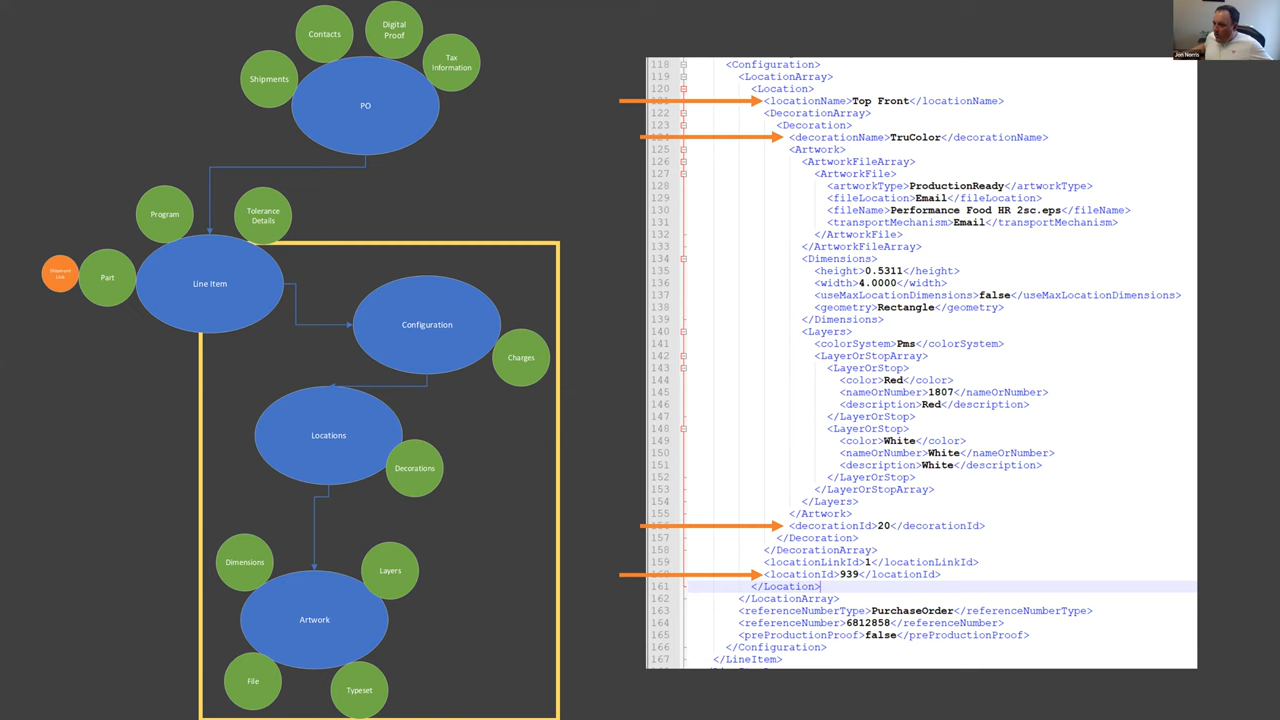 Digital
Proof
Contacts
Tax
Information
Shipments
PO
Program
Tolerance
Details
Shipment
Link
Part
Line Item
Configuration
Charges
Locations
Decorations
Dimensions
Layers
Artwork
File
Typeset
Jon Norris
118 <Configuration>
119 <LocationArray>
120 <Location>
<locationName>Top Front</locationName>
122 <DecorationArray>
123 <Decoration>
<decorationName>TruColor</decorationName>
125 <Artwork>
126 <ArtworkFileArray>
127 <ArtworkFile>
128 <artworkType>ProductionReady</artworkType>
129 <fileLocation>Email</fileLocation>
130 <fileName>Performance Food HR 2sc.eps</fileName>
131 <transportMechanism>Email</transportMechanism>
132 </ArtworkFile>
133 </ArtworkFileArray>
134 <Dimensions>
135 <height>0.5311</height>
136 <width>4.0000</width>
137 <useMaxLocationDimensions>false</useMaxLocationDimensions>
138 <geometry>Rectangle</geometry>
139 </Dimensions>
140 <Layers>
141 <colorSystem>Pms</colorSystem>
142 <LayerOrStopArray>
143 <LayerOrStop>
144 <color>Red</color>
145 <nameOrNumber>1807</nameOrNumber>
146 <description>Red</description>
147 </LayerOrStop>
148 <LayerOrStop>
149 <color>White</color>
150 <nameOrNumber>White</nameOrNumber>
151 <description>White</description>
152 </LayerOrStop>
153 </LayerOrStopArray>
154 </Layers>
155 </Artwork>
<decorationId>20</decorationId>
157 </Decoration>
158 </DecorationArray>
159 <locationLinkId>1</locationLinkId>
<locationId>939</locationId>
161 </Location>
162 </LocationArray>
163 <referenceNumberType>PurchaseOrder</referenceNumberType>
164 <referenceNumber>6812858</referenceNumber>
165 <preProductionProof>false</preProductionProof>
166 </Configuration>
167 </LineItem>